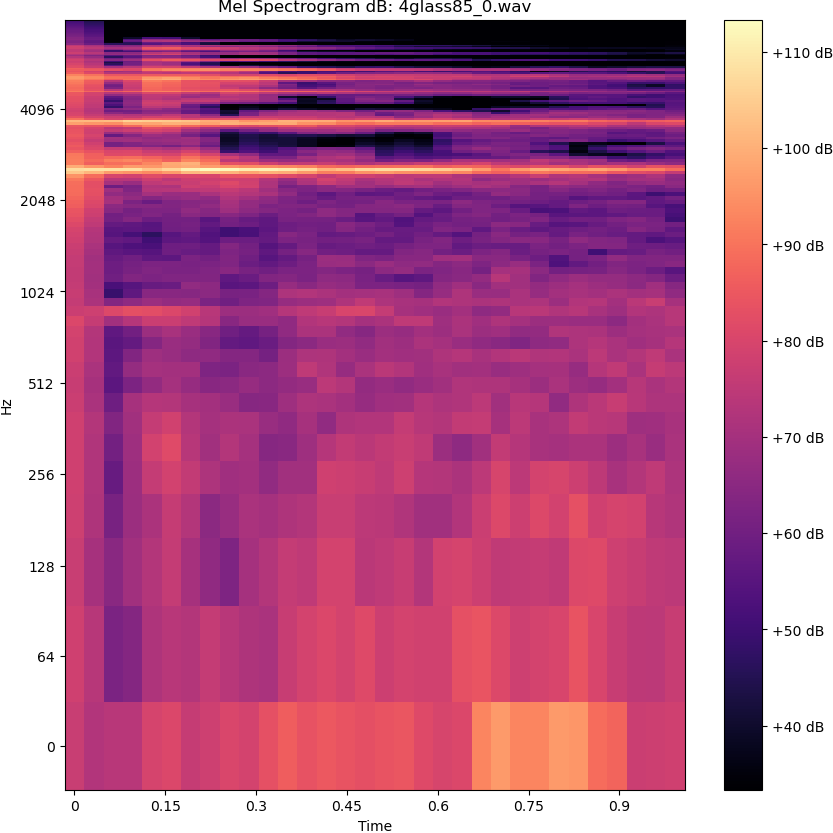 Mel Spectrogram dB: 4glass85_0.wav
+110 dB
4096
+100 dB
2048
+90 dB
1024
+80 dB
512
Hz
+70 dB
256
+60 dB
128
+50 dB
64
+40 dB
0
0 0.15 0.3 0.45 0.6 0.75 0.9
Time